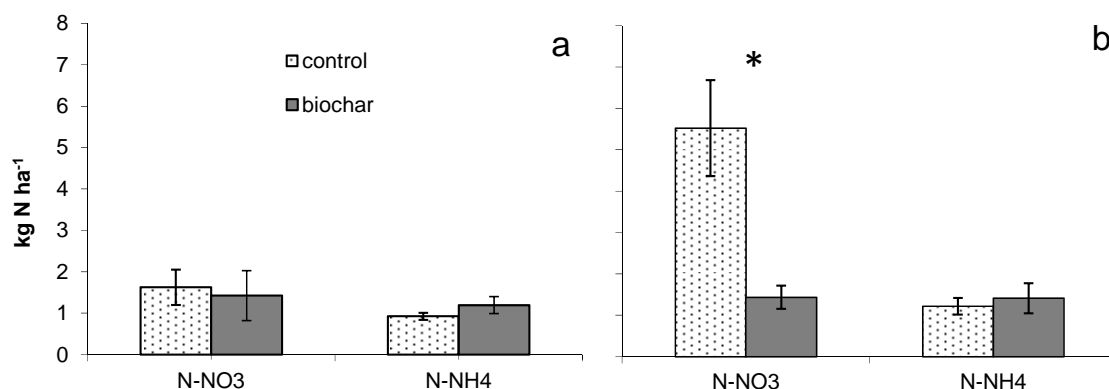 8
7
6
5
4
3
2
1
0
kg N ha-1
control
biochar
a
N-NO3 N-NH4
b
*
N-NO3 N-NH4